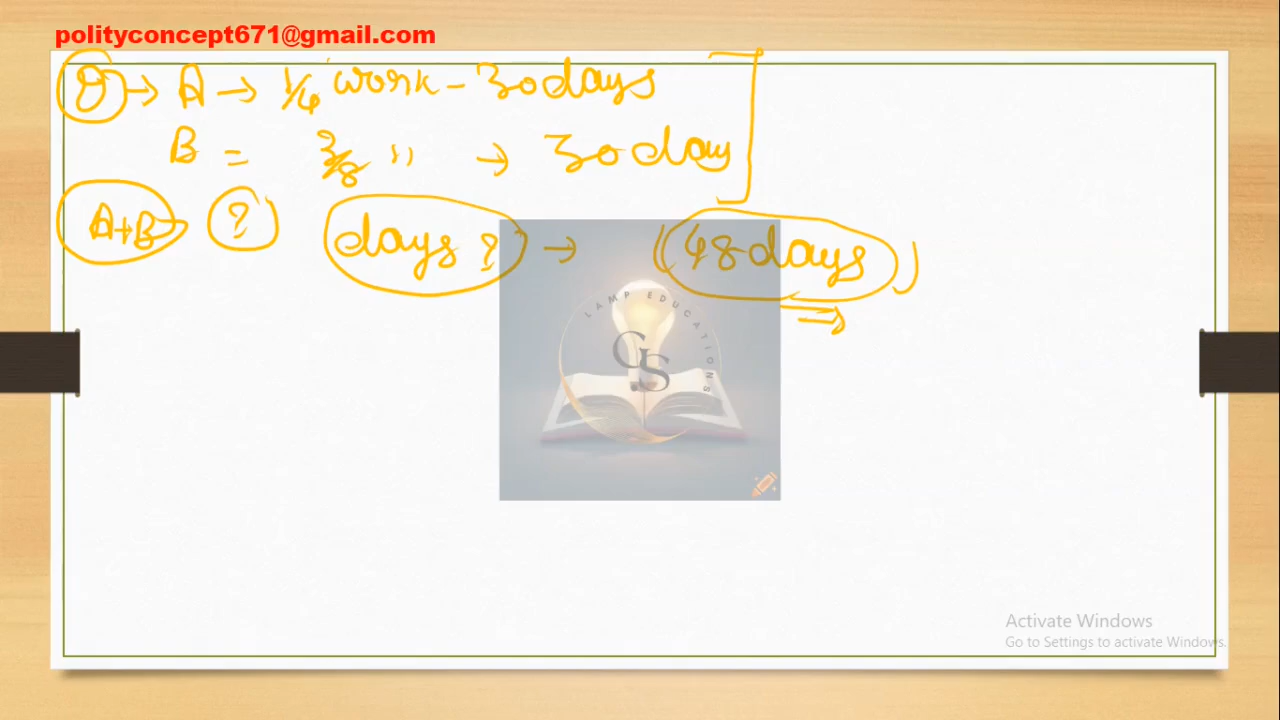 polityconcept671@gmail.com
Q → A → 1/4 work - 30 days
B = 3/8 " → 30 day
A+B → ? days ? → (48 days)
LAMP EDUCATIONS
GS
Activate Windows
Go to Settings to activate Windows.